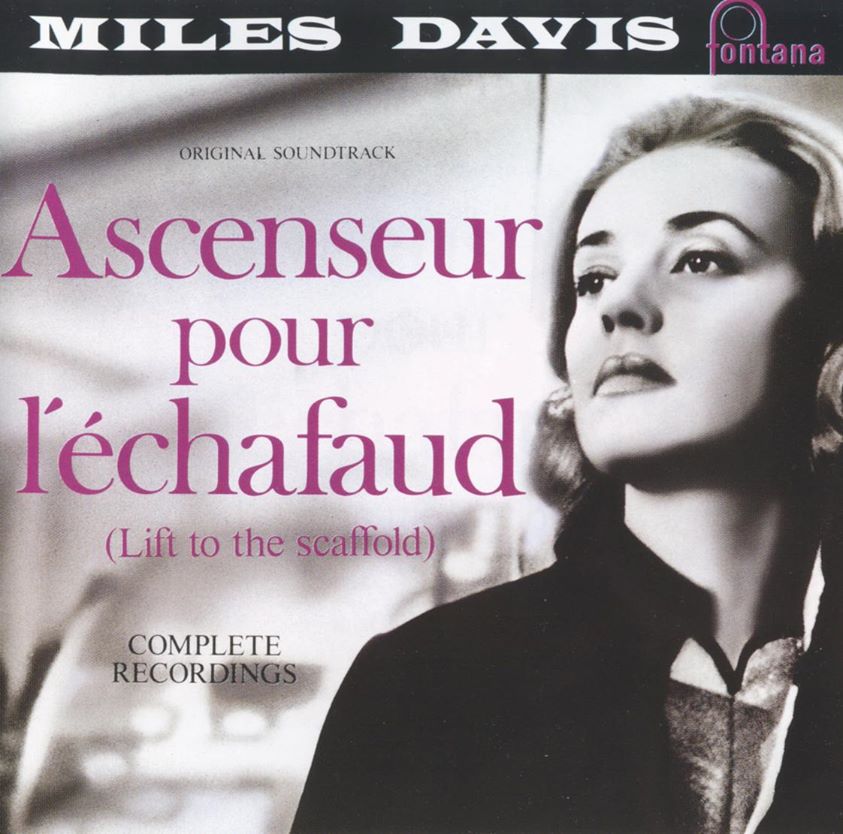 MILES DAVIS
fontana
ORIGINAL SOUNDTRACK
Ascenseur
pour
l'échafaud
(Lift to the scaffold)
COMPLETE
RECORDINGS